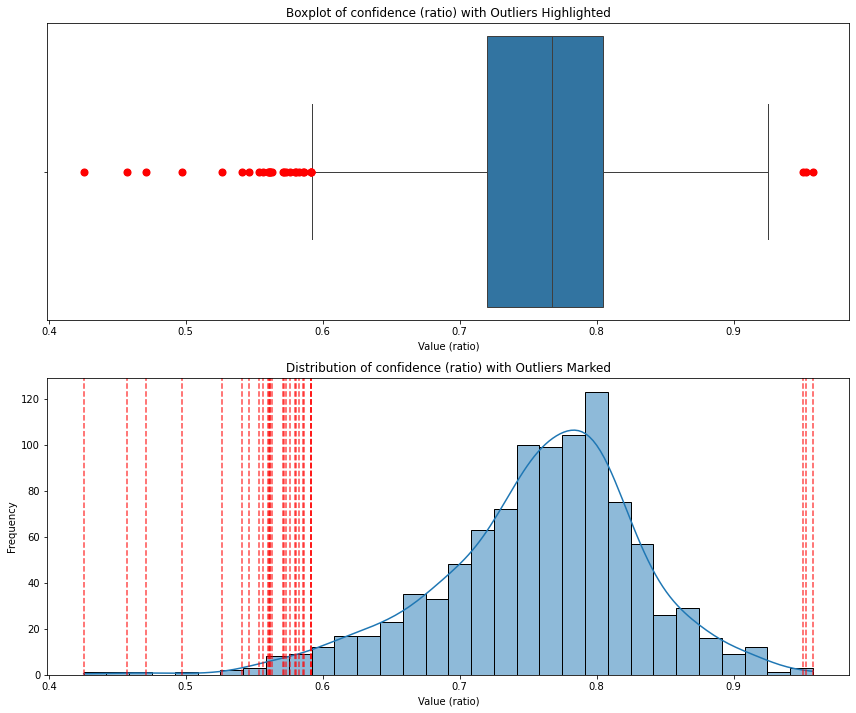 Boxplot of confidence (ratio) with Outliers Highlighted
0.4 0.5 0.6 0.7 0.8 0.9
Value (ratio)
Distribution of confidence (ratio) with Outliers Marked
120
100
80
60
40
20
0
Frequency
0.4 0.5 0.6 0.7 0.8 0.9
Value (ratio)